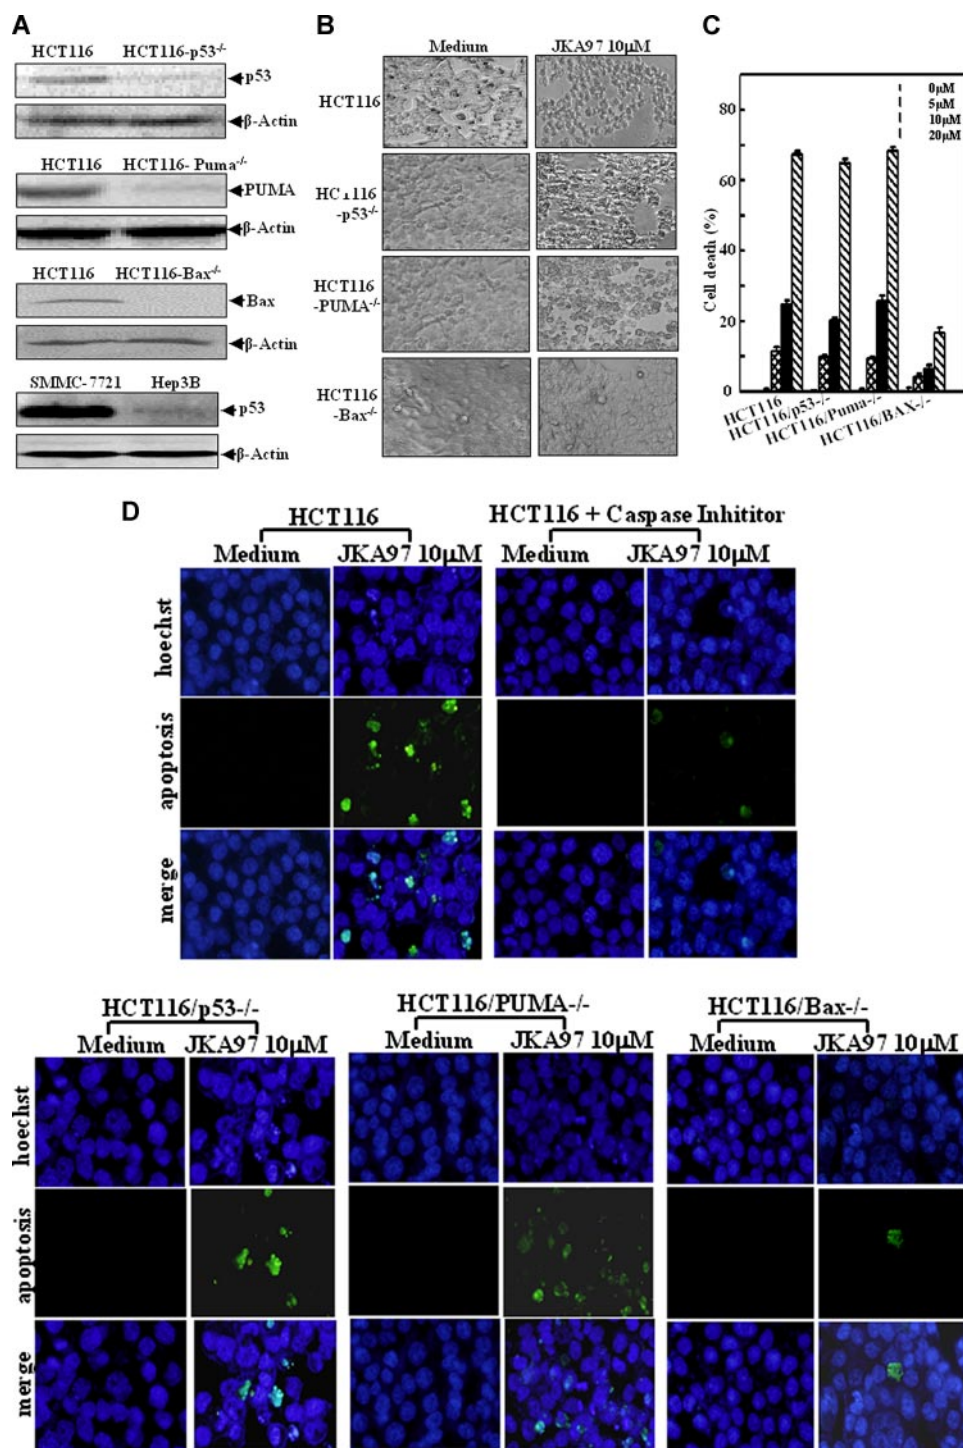 A
HCT116 HCT116-p53-/-
p53
β-Actin
HCT116 HCT116- Puma-/-
PUMA
β-Actin
HCT116 HCT116-Bax-/-
Bax
β-Actin
SMMC-7721 Hep3B
p53
β-Actin
B
Medium JKA97 10μM
HCT116
HCT116
-p53-/-
HCT116
-PUMA-/-
HCT116
-Bax-/-
C
0μM
5μM
10μM
20μM
Cell death (%)
80
60
40
20
0
HCT116
HCT116/p53-/-
HCT116/Puma-/-
HCT116/BAX-/-
D
HCT116 HCT116 + Caspase Inhititor
Medium JKA97 10μM Medium JKA97 10μM
hoechst
apoptosis
merge
HCT116/p53-/- HCT116/PUMA-/- HCT116/Bax-/-
Medium JKA97 10μM Medium JKA97 10μM Medium JKA97 10μM
hoechst
apoptosis
merge